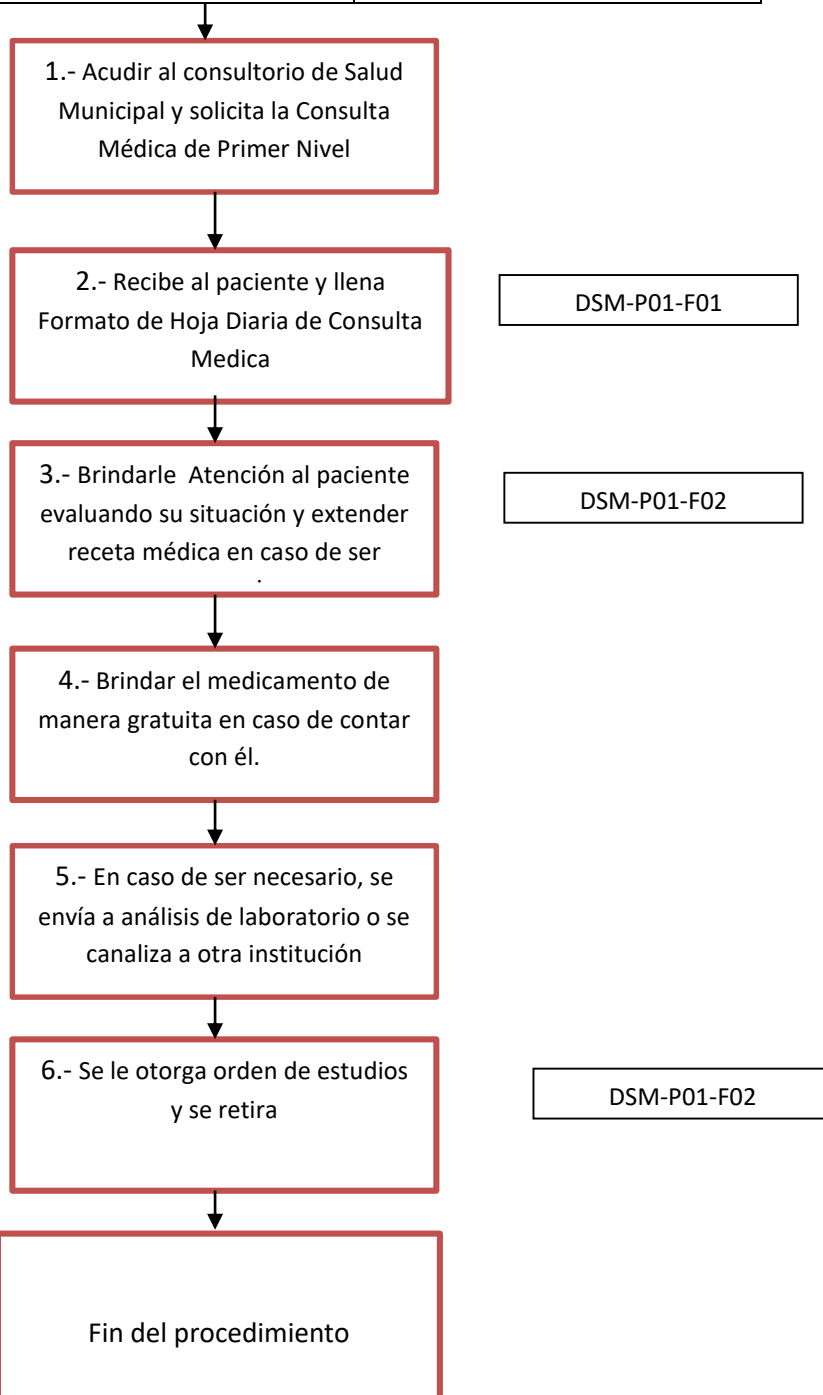 1.- Acudir al consultorio de Salud
Municipal y solicita la Consulta
Médica de Primer Nivel
2.- Recibe al paciente y llena
Formato de Hoja Diaria de Consulta
Medica
DSM-P01-F01
3.- Brindarle Atención al paciente
evaluando su situación y extender
receta médica en caso de ser
DSM-P01-F02
4.- Brindar el medicamento de
manera gratuita en caso de contar
con él.
5.- En caso de ser necesario, se
envía a análisis de laboratorio o se
canaliza a otra institución
6.- Se le otorga orden de estudios
y se retira
DSM-P01-F02
Fin del procedimiento